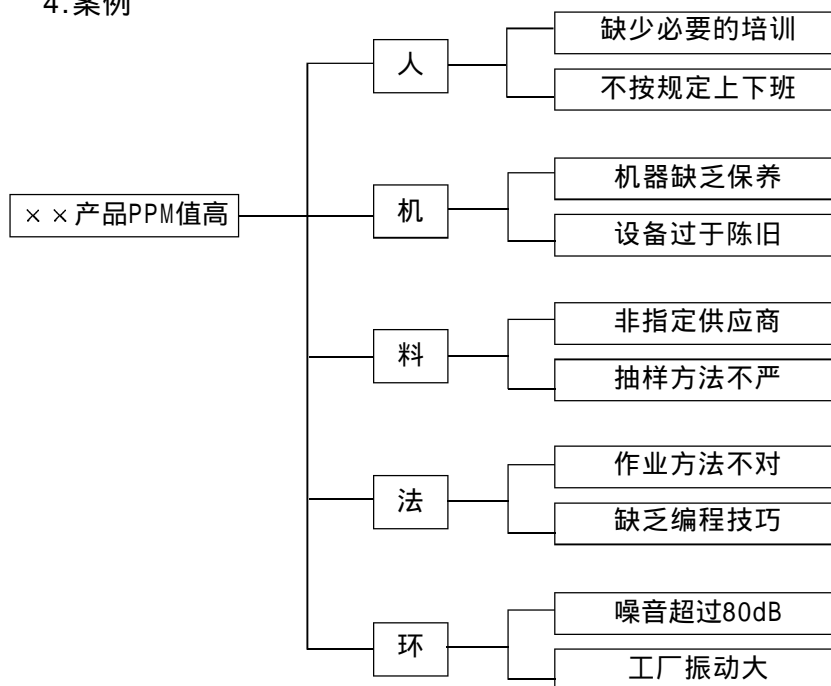 4.案例
缺少必要的培训
人
不按规定上下班
机器缺乏保养
××产品PPM值高
机
设备过于陈旧
非指定供应商
料
抽样方法不严
作业方法不对
法
缺乏编程技巧
噪音超过80dB
环
工厂振动大